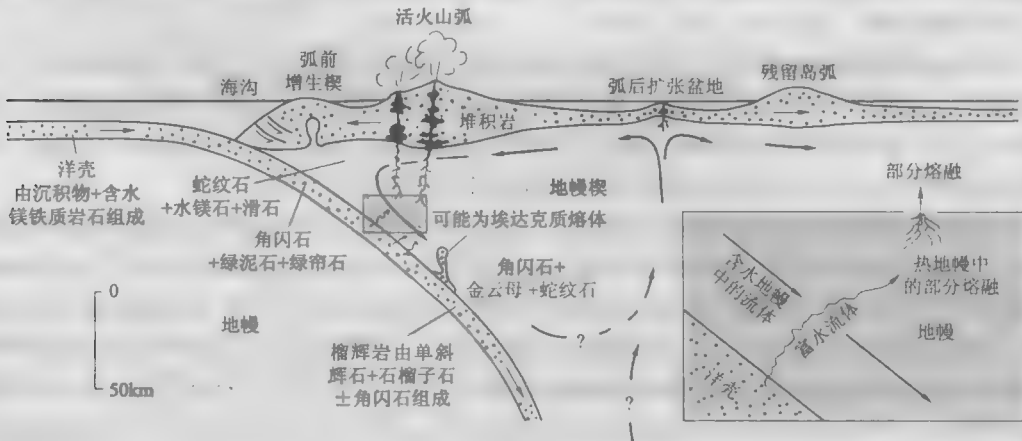 活火山弧
弧前
增生楔
海沟
弧后扩张盆地
残留岛弧
堆积岩
洋壳
由沉积物+含水
镁铁质岩石组成
蛇纹石
+水镁石+滑石
地幔楔
部分熔融
可能为埃达克质熔体
角闪石
+绿泥石+绿帘石
角闪石+
金云母+蛇纹石
含水地幔
中的流体
热地幔中
的部分熔融
富水流体
地幔
洋壳
0
地幔
50km
榴辉岩由单斜
辉石+石榴子石
±角闪石组成
?
?